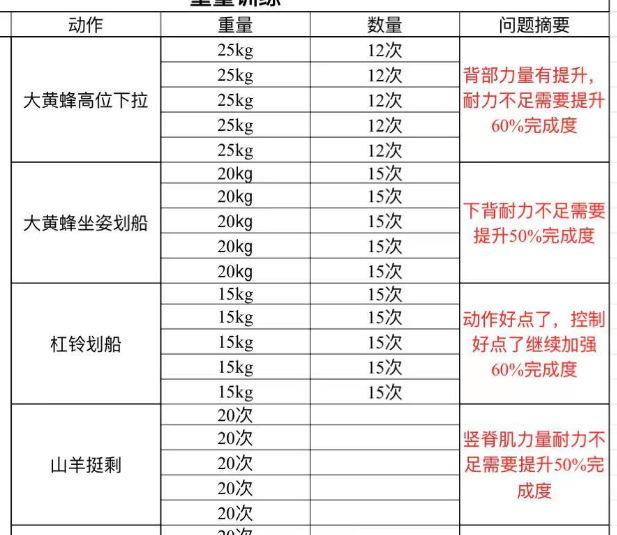 重量训练
动作 重量 数量 问题摘要
大黄蜂高位下拉
25kg 12次
25kg 12次
25kg 12次
25kg 12次
25kg 12次
背部力量有提升，
耐力不足需要提升
60%完成度
大黄蜂坐姿划船
20kg 15次
20kg 15次
20kg 15次
20kg 15次
20kg 15次
下背耐力不足需要
提升50%完成度
杠铃划船
15kg 15次
15kg 15次
15kg 15次
15kg 15次
15kg 15次
动作好点了，控制
好点了继续加强
60%完成度
山羊挺剩
20次
20次
20次
20次
20次
竖脊肌力量耐力不
足需要提升50%完
成度
20次